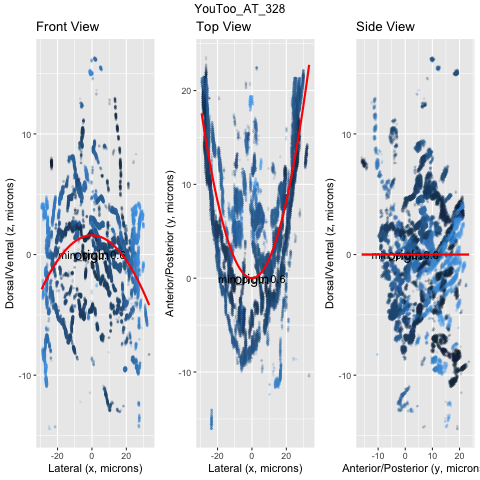 YouToo_AT_328
Front View
Top View
Side View
Dorsal/Ventral (z, microns)
10
0
-10
-20
0
20
Lateral (x, microns)
Anterior/Posterior (y, microns)
20
10
0
-10
-20
0
20
Lateral (x, microns)
Dorsal/Ventral (z, microns)
10
0
-10
-10
0
10
20
Anterior/Posterior (y, micron